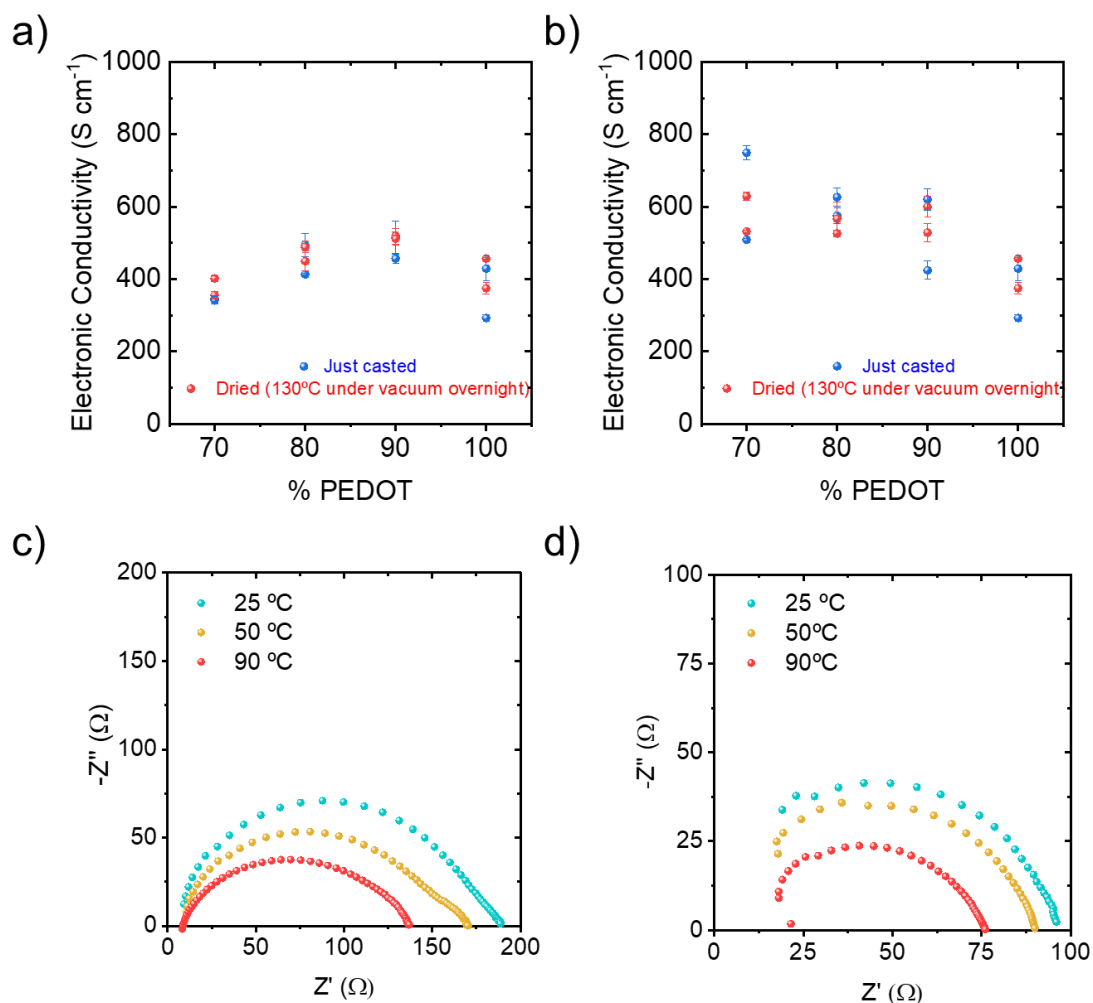 a)
Electronic Conductivity (S cm⁻¹)
1000
800
600
400
200
0
Just casted
Dried (130ºC under vacuum overnight)
70 80 90 100
% PEDOT
b)
Electronic Conductivity (S cm⁻¹)
1000
800
600
400
200
0
Just casted
Dried (130ºC under vacuum overnight)
70 80 90 100
% PEDOT
c)
-Z'' (Ω)
200
150
100
50
0
25 ºC
50 ºC
90 ºC
0 50 100 150 200
Z' (Ω)
d)
-Z'' (Ω)
100
75
50
25
0
25 ºC
50ºC
90ºC
0 25 50 75 100
Z' (Ω)